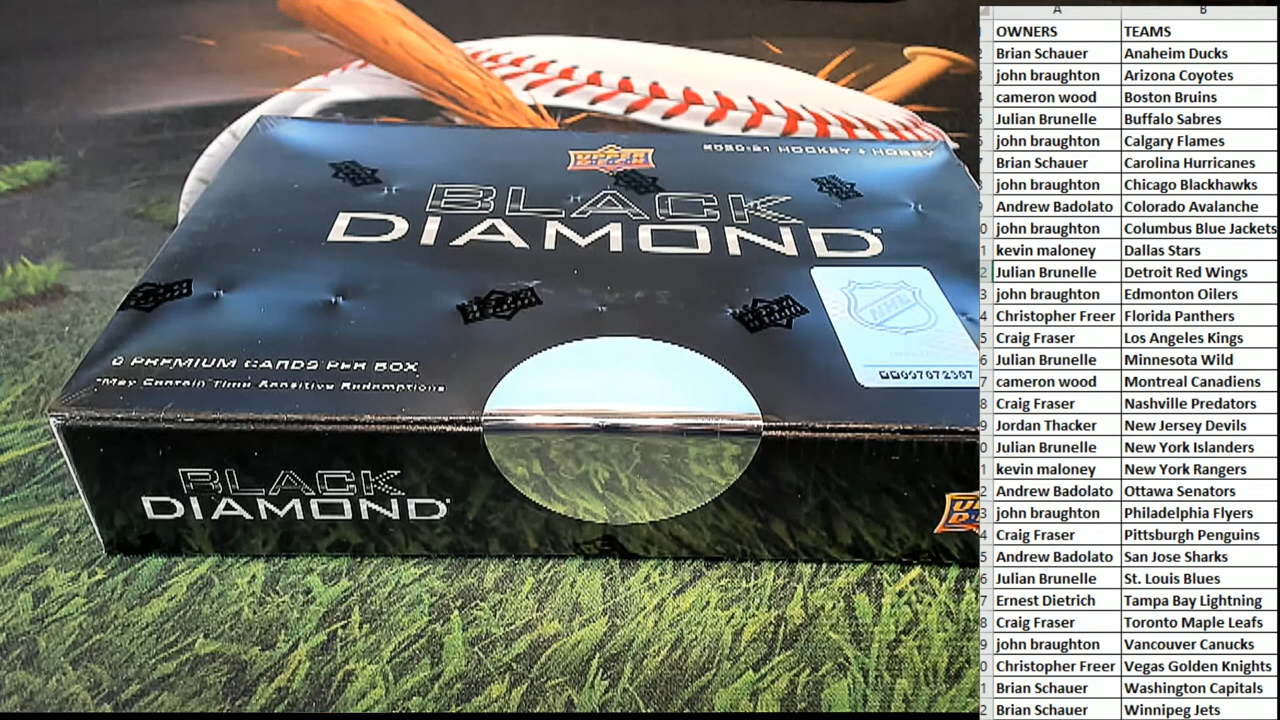 UPPER DECK
2020-21 HOCKEY • HOBBY
BLACK
DIAMOND
NHL
6 PREMIUM CARDS PER BOX
*May Contain Time Sensitive Redemptions
BLACK
DIAMOND
A B
OWNERS TEAMS
Brian Schauer Anaheim Ducks
john braughton Arizona Coyotes
cameron wood Boston Bruins
Julian Brunelle Buffalo Sabres
john braughton Calgary Flames
Brian Schauer Carolina Hurricanes
john braughton Chicago Blackhawks
Andrew Badolato Colorado Avalanche
john braughton Columbus Blue Jackets
kevin maloney Dallas Stars
Julian Brunelle Detroit Red Wings
john braughton Edmonton Oilers
Christopher Freer Florida Panthers
Craig Fraser Los Angeles Kings
Julian Brunelle Minnesota Wild
cameron wood Montreal Canadiens
Craig Fraser Nashville Predators
Jordan Thacker New Jersey Devils
Julian Brunelle New York Islanders
kevin maloney New York Rangers
Andrew Badolato Ottawa Senators
john braughton Philadelphia Flyers
Craig Fraser Pittsburgh Penguins
Andrew Badolato San Jose Sharks
Julian Brunelle St. Louis Blues
Ernest Dietrich Tampa Bay Lightning
Craig Fraser Toronto Maple Leafs
john braughton Vancouver Canucks
Christopher Freer Vegas Golden Knights
Brian Schauer Washington Capitals
Brian Schauer Winnipeg Jets